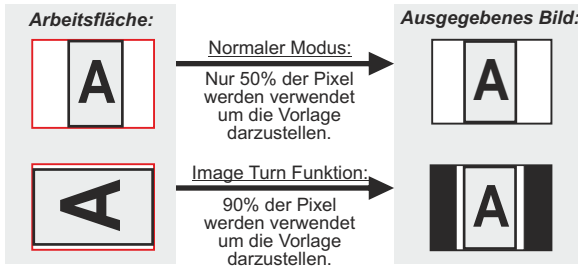 Arbeitsfläche:
Ausgegebenes Bild:
A
Normaler Modus:
Nur 50% der Pixel
werden verwendet
um die Vorlage
darzustellen.
A
A
Image Turn Funktion:
90% der Pixel
werden verwendet
um die Vorlage
darzustellen.
A